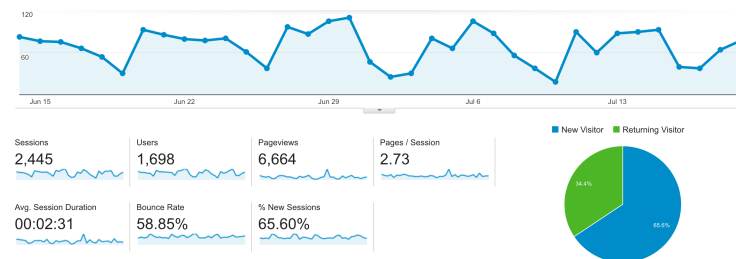 120
60
Jun 15 Jun 22 Jun 29 Jul 6 Jul 13
New Visitor Returning Visitor
Sessions Users Pageviews Pages / Session
2,445 1,698 6,664 2.73
34.4%
65.6%
Avg. Session Duration Bounce Rate % New Sessions
00:02:31 58.85% 65.60%